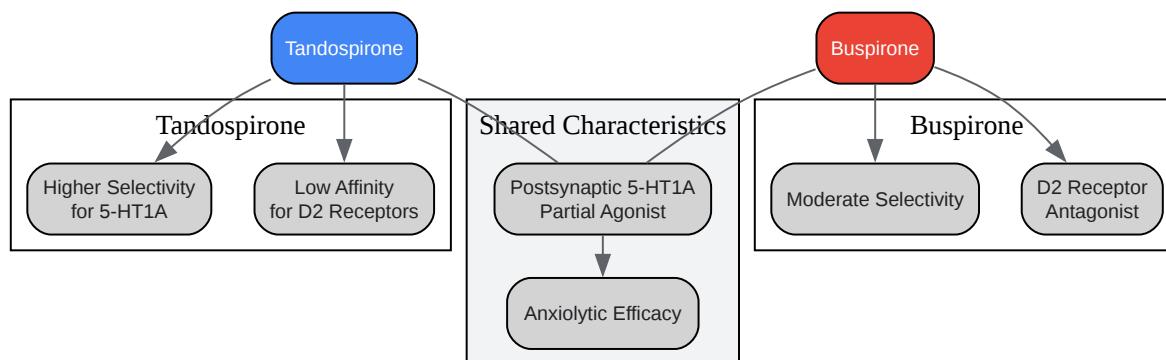 Tandospirone
Buspirone
Tandospirone
Shared Characteristics
Buspirone
Higher Selectivity
for 5-HT1A
Low Affinity
for D2 Receptors
Postsynaptic 5-HT1A
Partial Agonist
Moderate Selectivity
D2 Receptor
Antagonist
Anxiolytic Efficacy